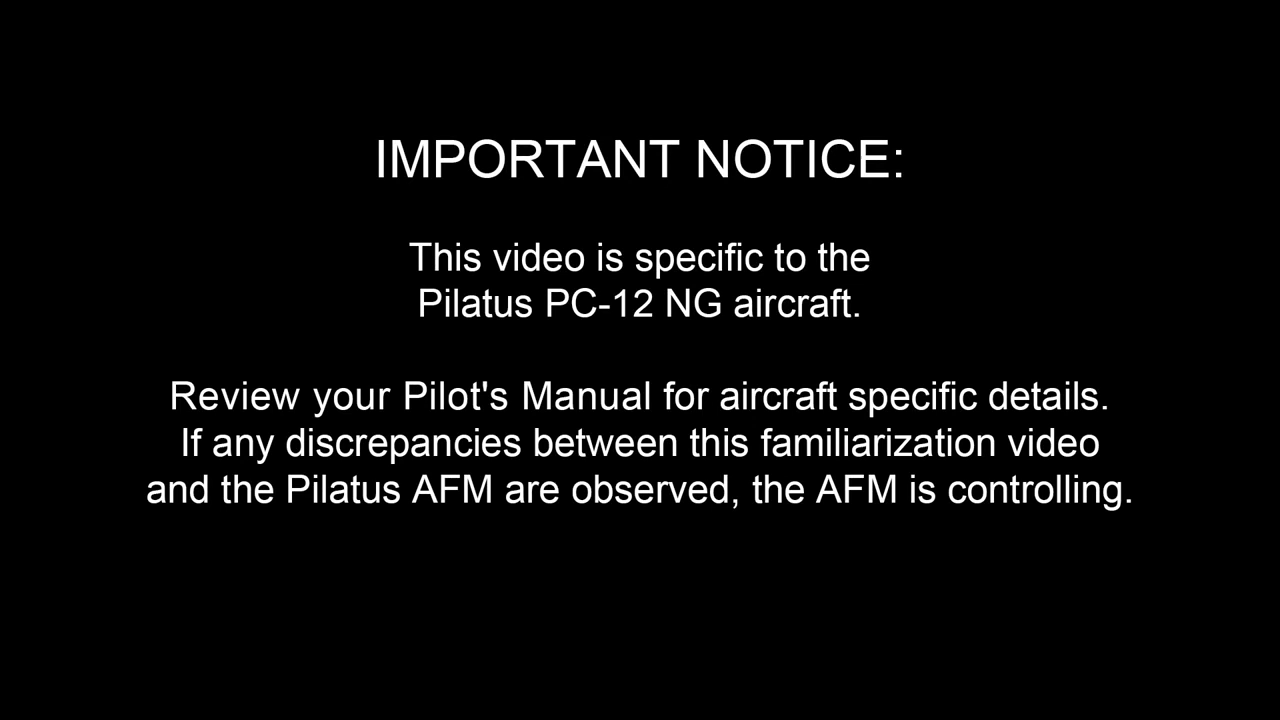 IMPORTANT NOTICE:
This video is specific to the
Pilatus PC-12 NG aircraft.
Review your Pilot's Manual for aircraft specific details.
If any discrepancies between this familiarization video
and the Pilatus AFM are observed, the AFM is controlling.